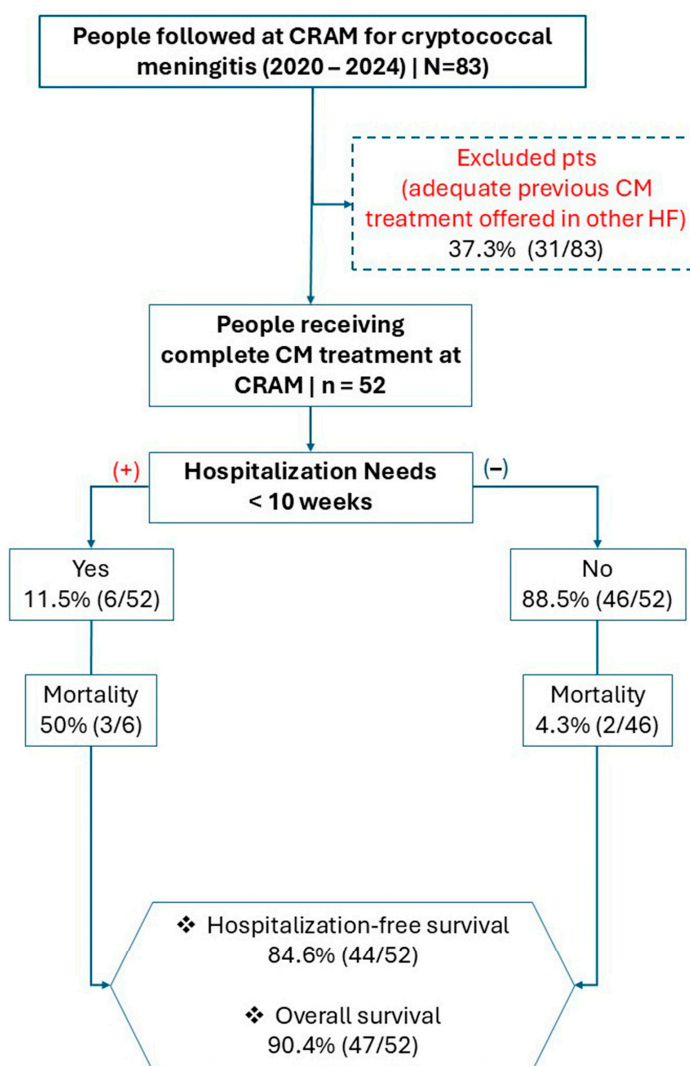 People followed at CRAM for cryptococcal
meningitis (2020 – 2024) | N=83)
Excluded pts
(adequate previous CM
treatment offered in other HF)
37.3% (31/83)
People receiving
complete CM treatment at
CRAM | n = 52
(+)
Hospitalization Needs
< 10 weeks
(–)
Yes
11.5% (6/52)
No
88.5% (46/52)
Mortality
50% (3/6)
Mortality
4.3% (2/46)
❖ Hospitalization-free survival
84.6% (44/52)
❖ Overall survival
90.4% (47/52)